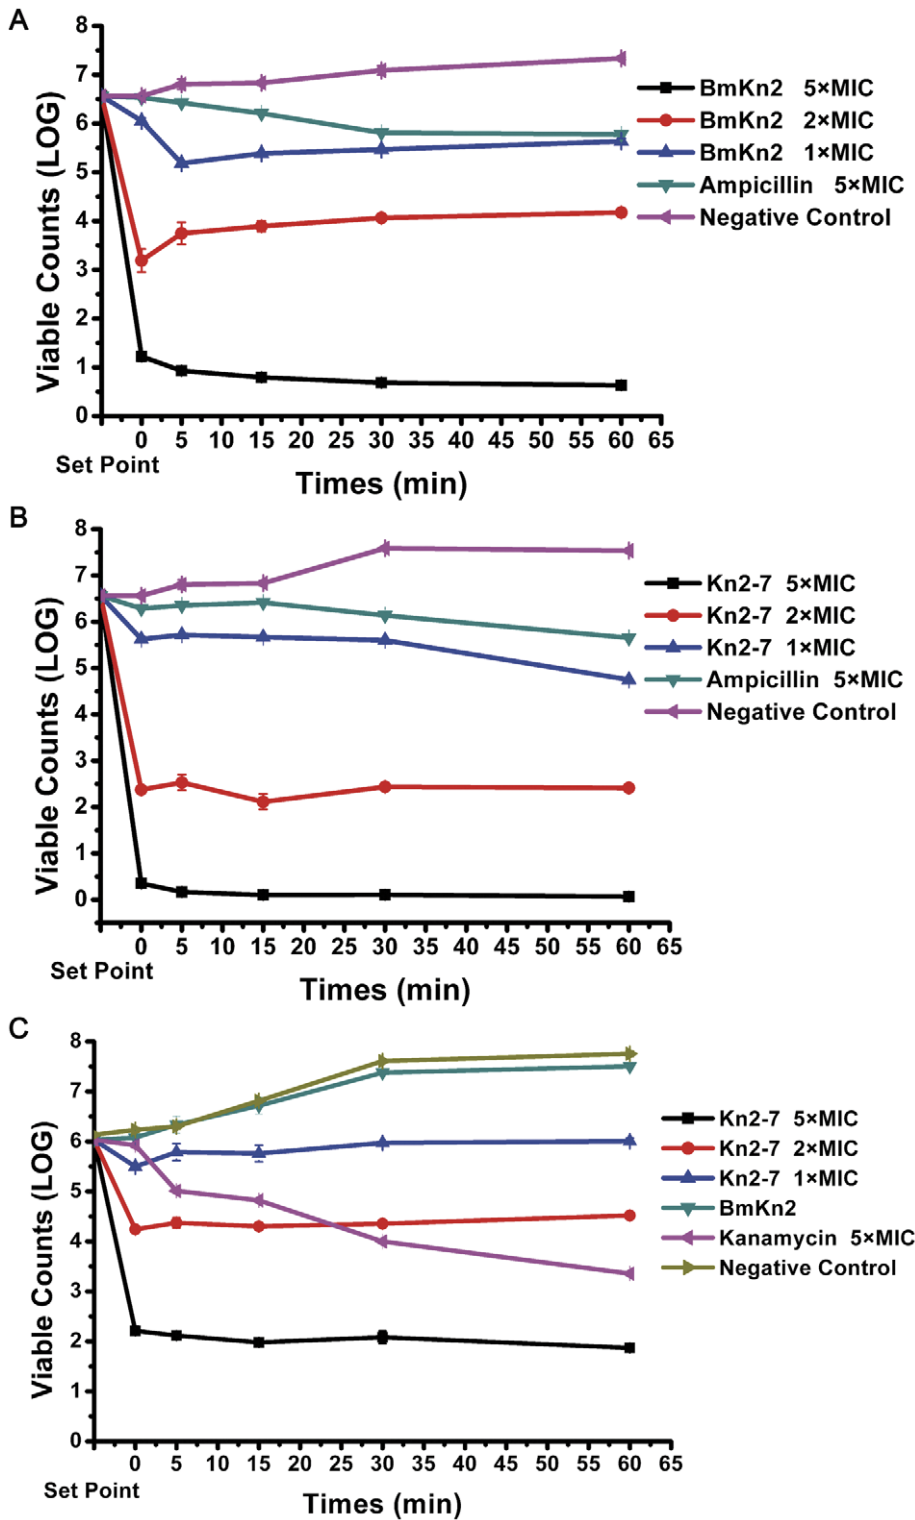 A
8
7
6
5
4
3
2
1
0
Viable Counts (LOG)
BmKn2 5×MIC
BmKn2 2×MIC
BmKn2 1×MIC
Ampicillin 5×MIC
Negative Control
0 5 10 15 20 25 30 35 40 45 50 55 60 65
Set Point
Times (min)
B
8
7
6
5
4
3
2
1
0
Viable Counts (LOG)
Kn2-7 5×MIC
Kn2-7 2×MIC
Kn2-7 1×MIC
Ampicillin 5×MIC
Negative Control
0 5 10 15 20 25 30 35 40 45 50 55 60 65
Set Point
Times (min)
C
8
7
6
5
4
3
2
1
0
Viable Counts (LOG)
Kn2-7 5×MIC
Kn2-7 2×MIC
Kn2-7 1×MIC
BmKn2
Kanamycin 5×MIC
Negative Control
0 5 10 15 20 25 30 35 40 45 50 55 60 65
Set Point
Times (min)